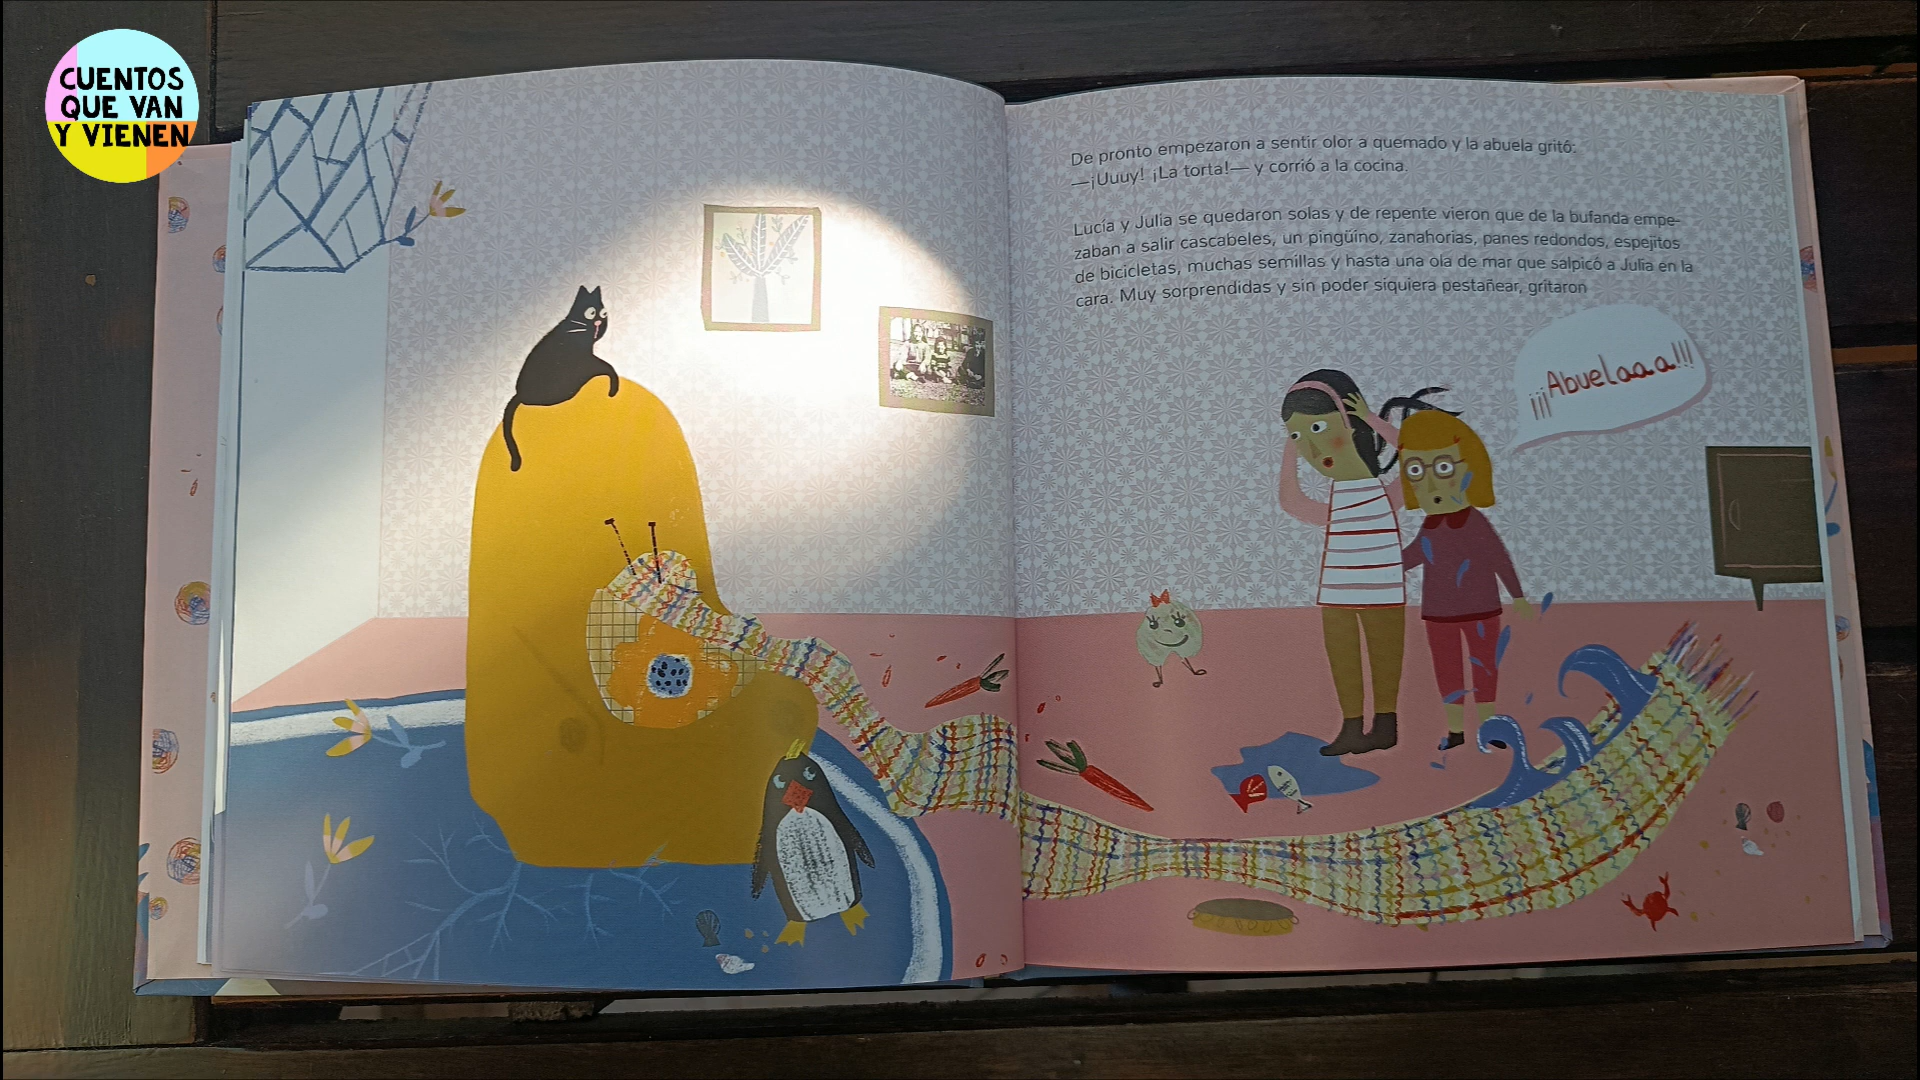 CUENTOS
QUE VAN
Y VIENEN
De pronto empezaron a sentir olor a quemado y la abuela gritó:
—¡Uuuy! ¡La torta!— y corrió a la cocina.
Lucía y Julia se quedaron solas y de repente vieron que de la bufanda empe-
zaban a salir cascabeles, un pingüino, zanahorias, panes redondos, espejitos
de bicicletas, muchas semillas y hasta una ola de mar que salpicó a Julia en la
cara. Muy sorprendidas y sin poder siquiera pestañear, gritaron
¡¡¡Abuelaaa!!!